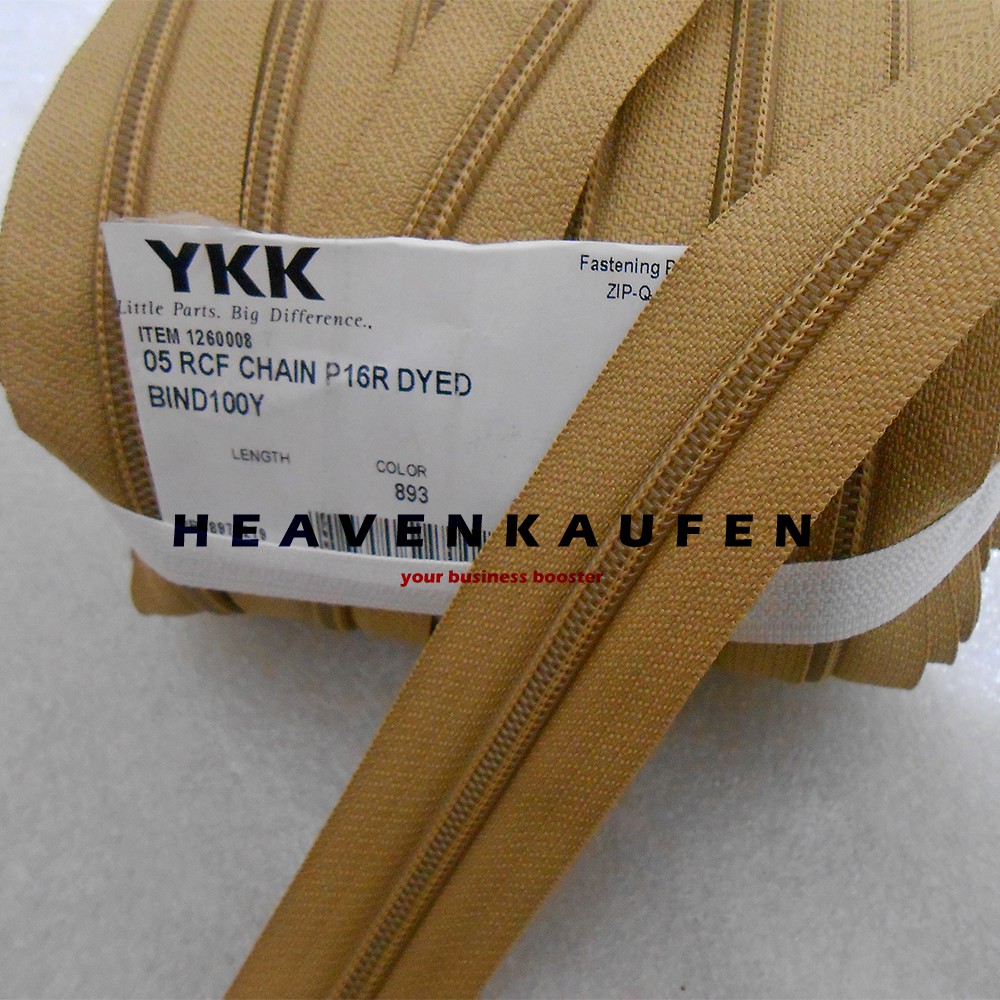 YKK
Little Parts. Big Difference.
Fastening
ZIP-Q
ITEM 1260008
05 RCF CHAIN P16R DYED
BIND100Y
LENGTH
COLOR
893
HEAVENKAUFEN
your business booster